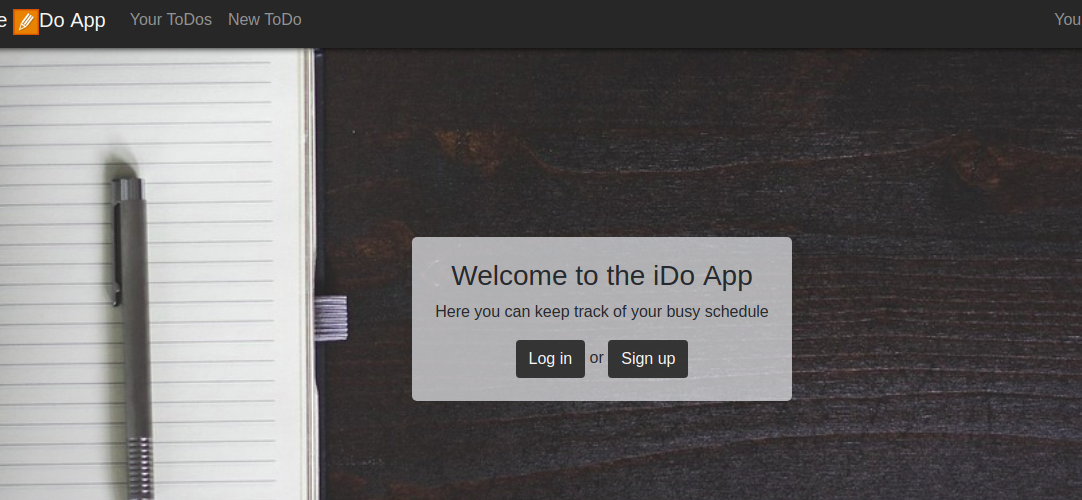 Do App Your ToDos New ToDo
Welcome to the iDo App
Here you can keep track of your busy schedule
Log in or Sign up